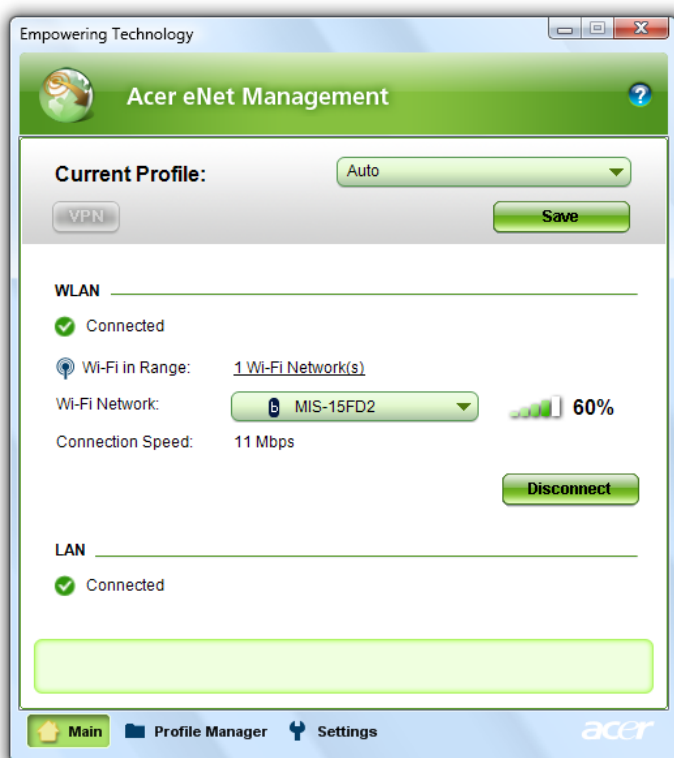 Empowering Technology
Acer eNet Management
Current Profile: Auto
VPN Save
WLAN
Connected
Wi-Fi in Range: 1 Wi-Fi Network(s)
Wi-Fi Network: b MIS-15FD2 60%
Connection Speed: 11 Mbps
Disconnect
LAN
Connected
Main Profile Manager Settings acer